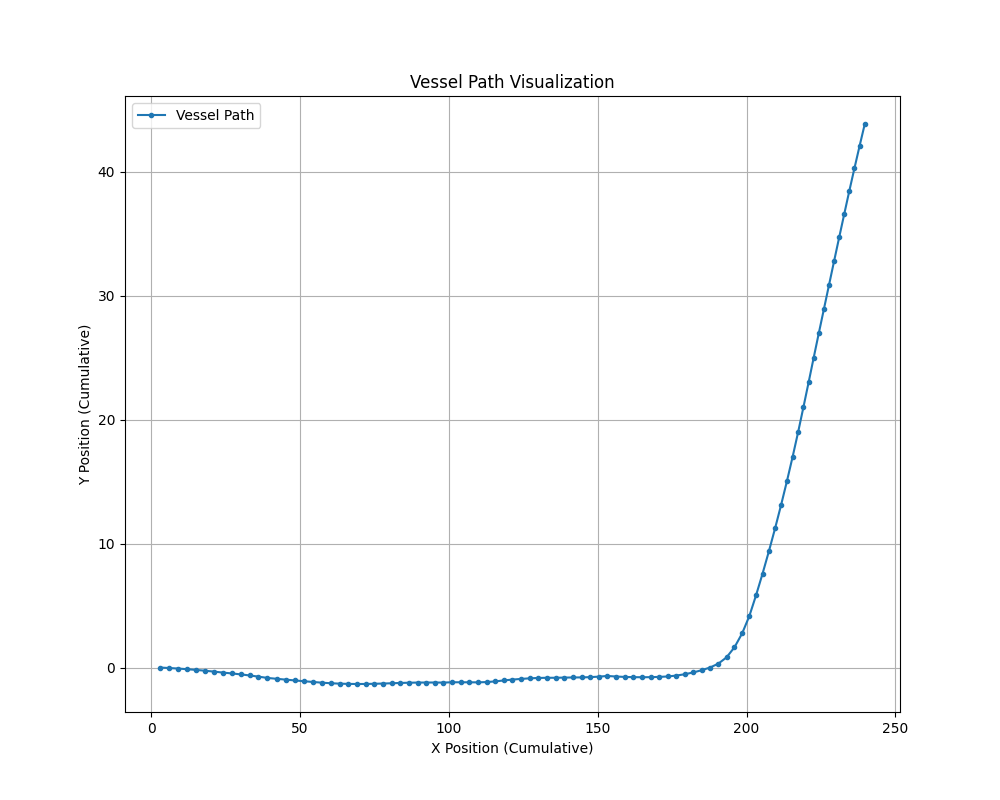 Vessel Path Visualization
Vessel Path
Y Position (Cumulative)
40
30
20
10
0
0 50 100 150 200 250
X Position (Cumulative)